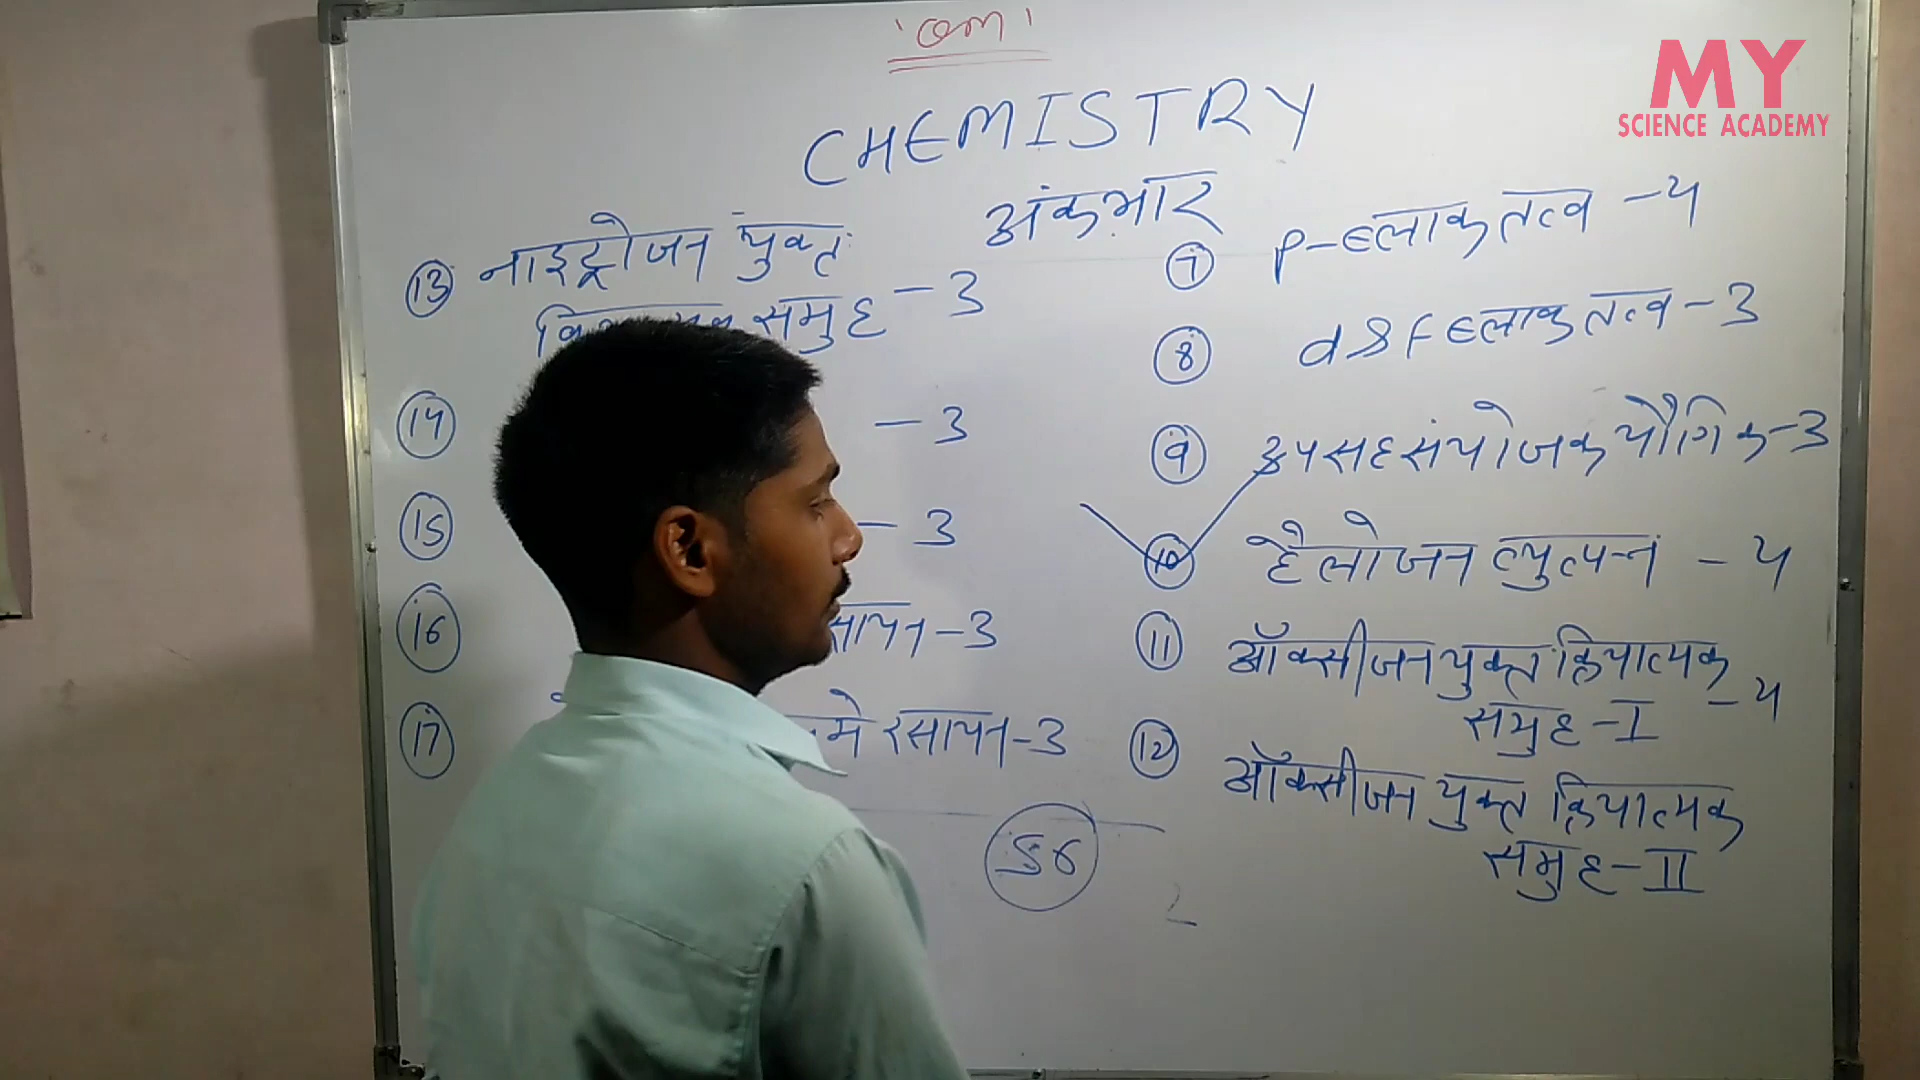 'om'
MY
SCIENCE ACADEMY
CHEMISTRY
अंकभार
13 नाइट्रोजन युक्त
समुह - 3
14 - 3
15 - 3
16 - 3
17 मे रसायन - 3
56
7 P-ब्लाक तत्व - 4
8 d & f ब्लाक तत्व - 3
9 उपसहसंयोजक यौगिक - 3
10 हैलोजन व्युत्पन्न - 4
11 ऑक्सीजन युक्त क्रियात्मक
समुह - I - 4
12 ऑक्सीजन युक्त क्रियात्मक
समुह - II